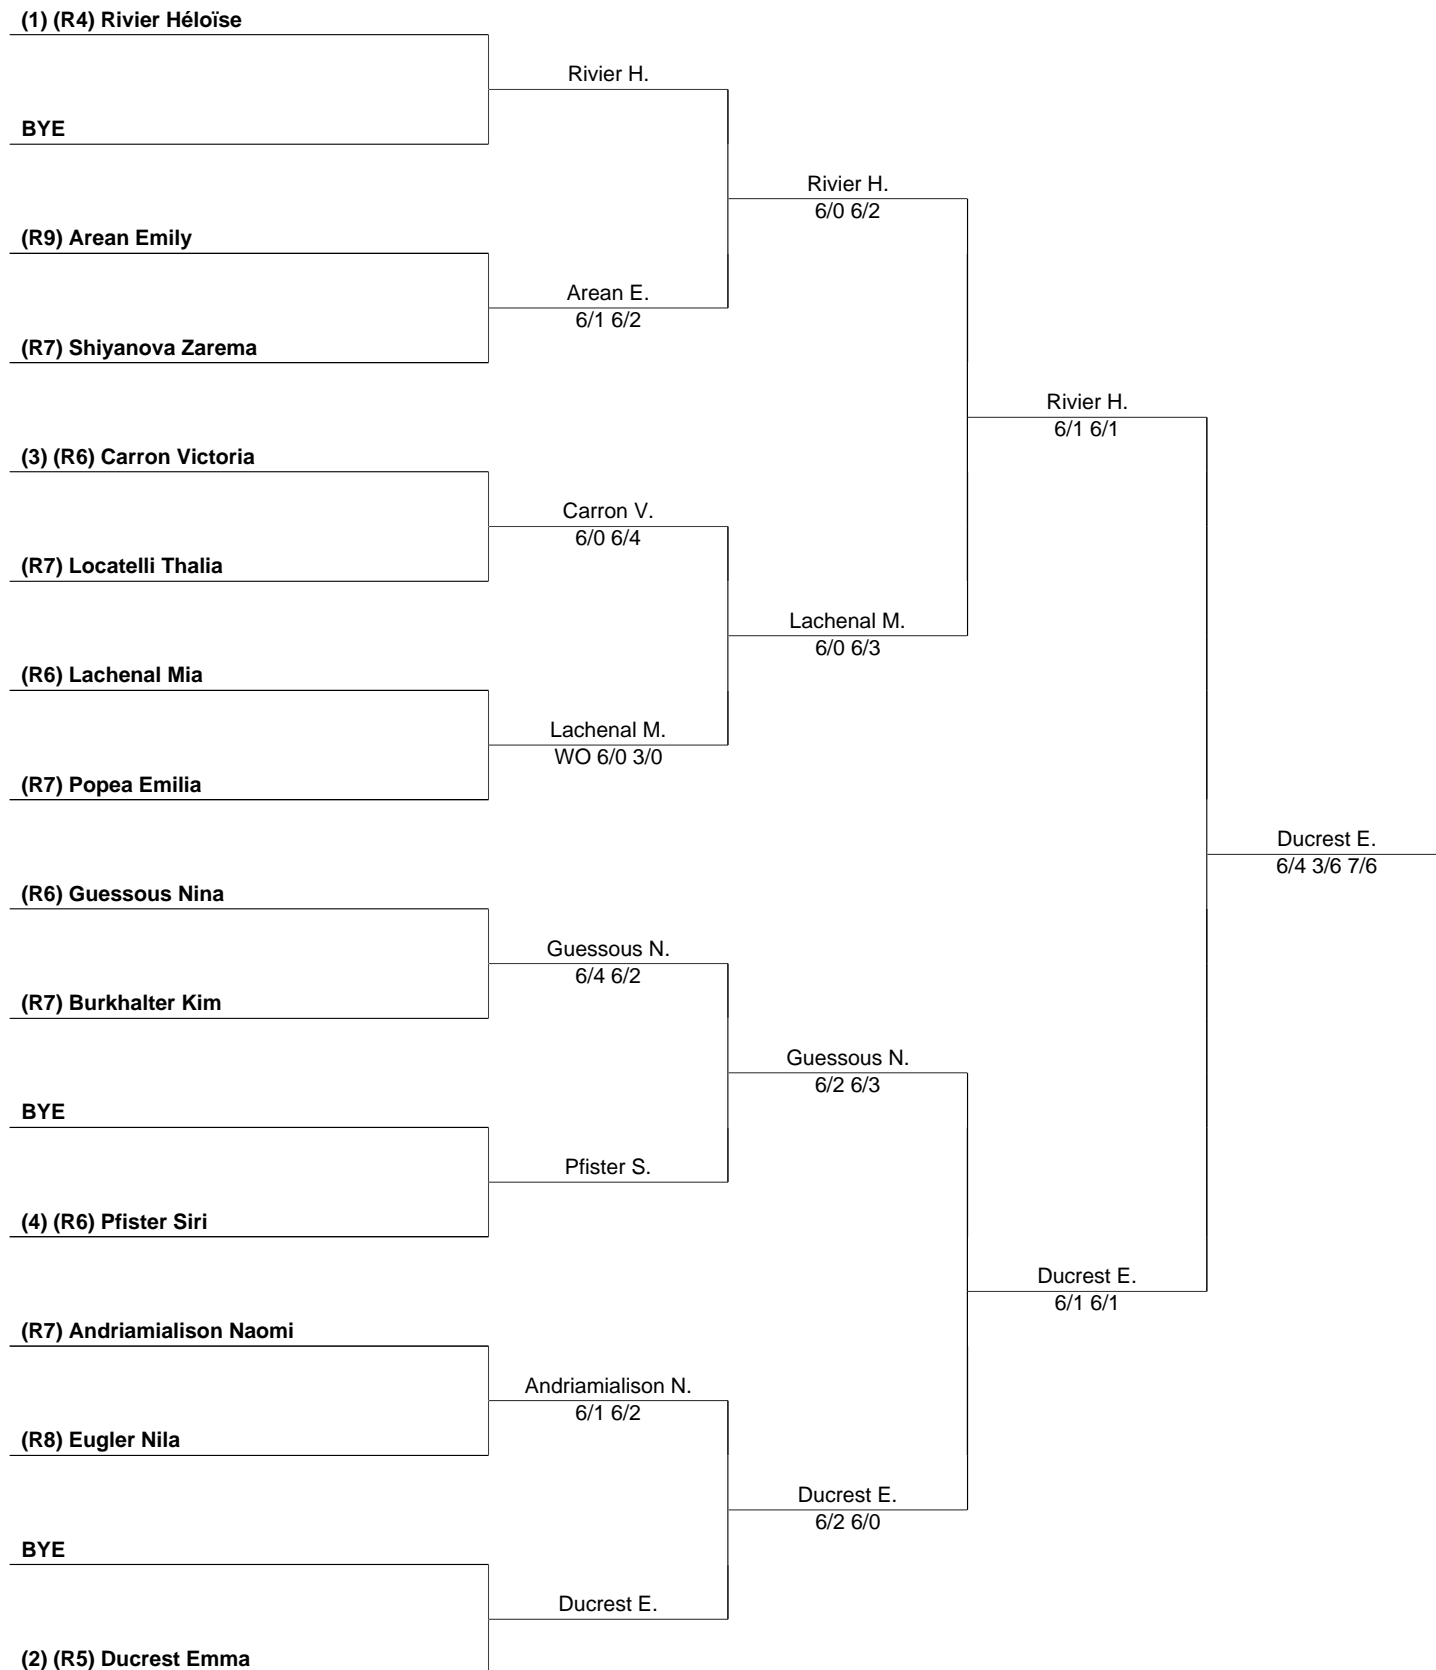 (1) (R4) Rivier Héloïse
Rivier H.
BYE
Rivier H.
6/0 6/2
(R9) Arean Emily
Arean E.
6/1 6/2
(R7) Shiyanova Zarema
Rivier H.
6/1 6/1
(3) (R6) Carron Victoria
Carron V.
6/0 6/4
(R7) Locatelli Thalia
Lachenal M.
6/0 6/3
(R6) Lachenal Mia
Lachenal M.
WO 6/0 3/0
(R7) Popea Emilia
Ducrest E.
6/4 3/6 7/6
(R6) Guessous Nina
Guessous N.
6/4 6/2
(R7) Burkhalter Kim
Guessous N.
6/2 6/3
BYE
Pfister S.
(4) (R6) Pfister Siri
Ducrest E.
6/1 6/1
(R7) Andriamialison Naomi
Andriamialison N.
6/1 6/2
(R8) Eugler Nila
Ducrest E.
6/2 6/0
BYE
Ducrest E.
(2) (R5) Ducrest Emma